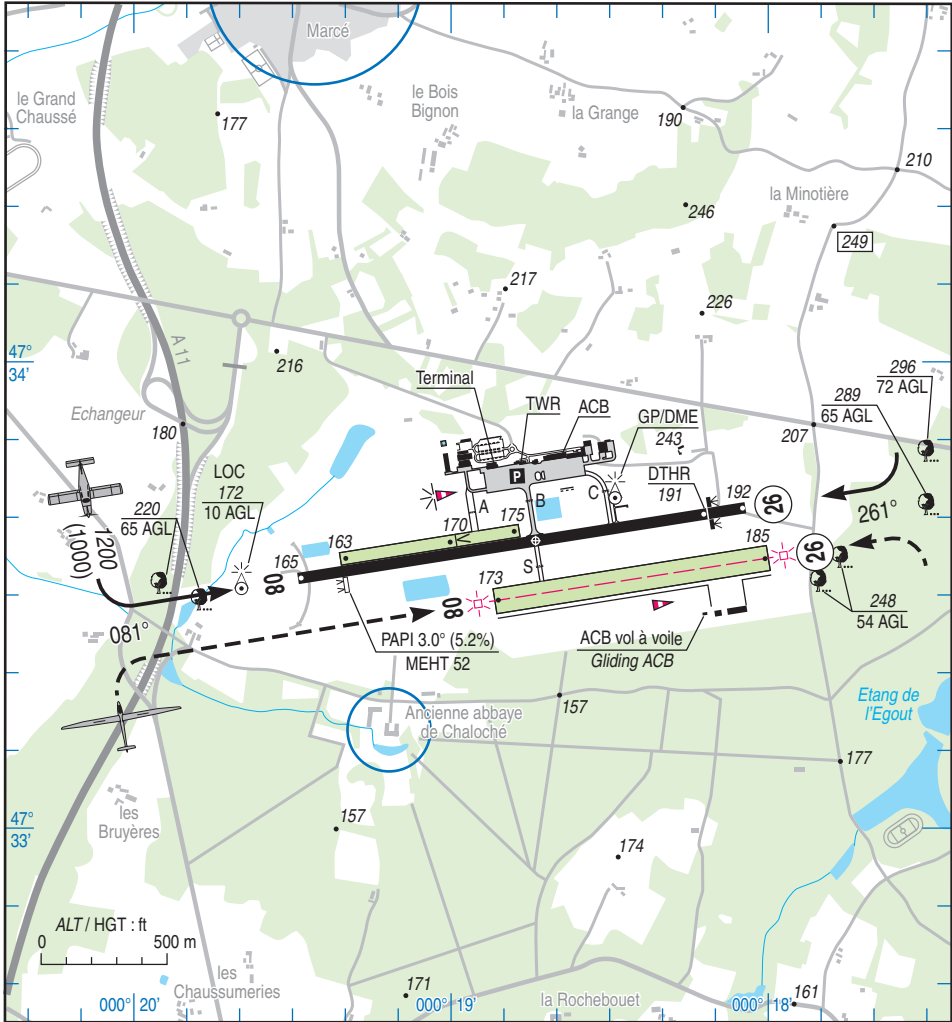 Marcé
le Grand
Chaussé
le Bois
Bignon
la Grange
177
190
210
246
la Minotière
249
217
226
A 11
216
47°
34'
Terminal
TWR
ACB
GP/DME
243
296
72 AGL
289
65 AGL
Echangeur
180
207
LOC
172
10 AGL
DTHR
191
192
26
261°
P
A
B
C
220
65 AGL
1200
(1000)
163
170
175
165
08
185
26
S
173
08
248
54 AGL
081°
PAPI 3.0° (5.2%)
MEHT 52
ACB vol à voile
Gliding ACB
157
Ancienne abbaye
de Chaloché
Etang de
l'Egout
177
les
Bruyères
157
47°
33'
174
ALT / HGT : ft
0
500 m
les
Chaussumeries
171
la Rochebouet
161
000° 20'
000° 19'
000° 18'